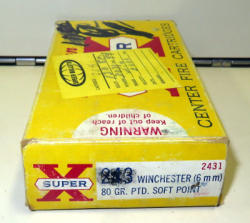 X
SUPER
CENTER FIRE CARTRIDGES
WARNING
Keep out of reach
of children.
2431
X
SUPER
243 WINCHESTER (6 mm)
80 GR. PTD. SOFT POINT